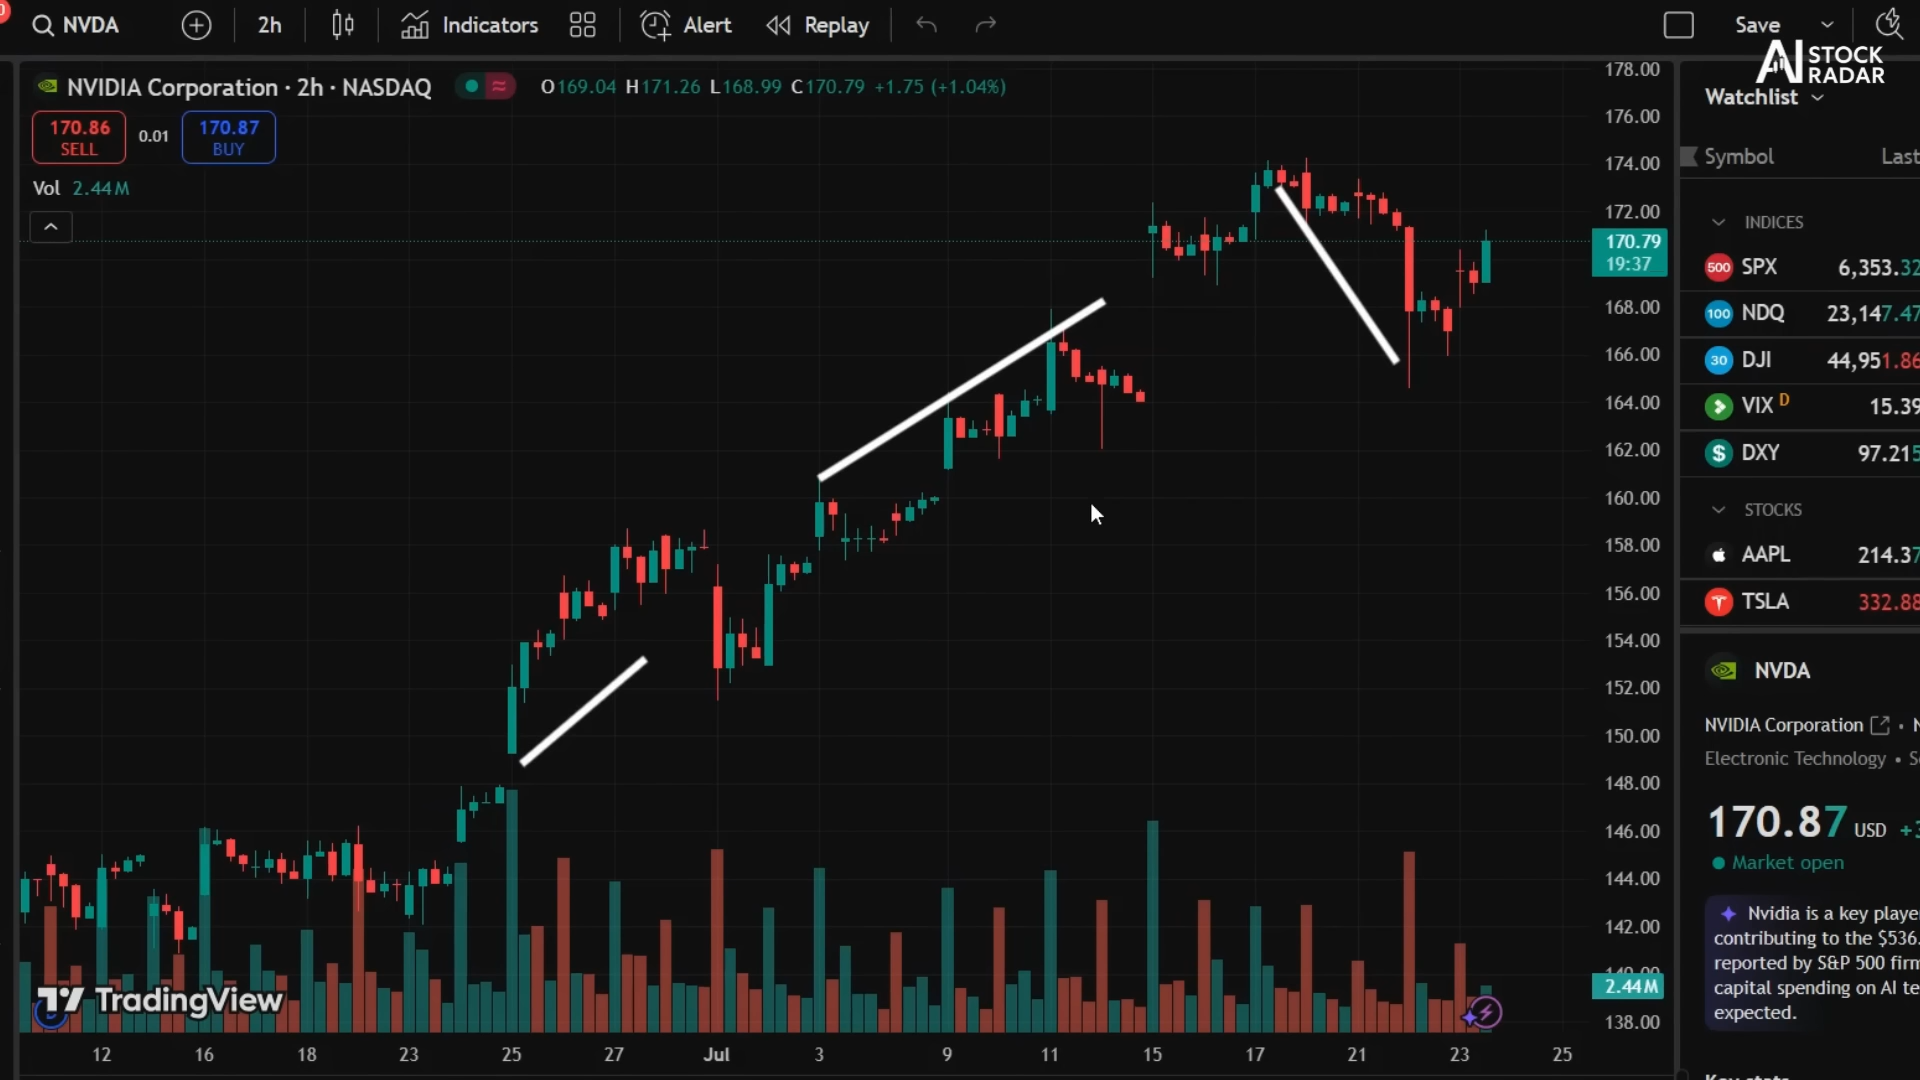 NVDA
2h
Indicators
Alert
Replay
Save
AI STOCK RADAR
NVIDIA Corporation · 2h · NASDAQ
O169.04 H171.26 L168.99 C170.79 +1.75 (+1.04%)
170.86
SELL
0.01
170.87
BUY
Vol 2.44M
178.00
176.00
174.00
172.00
170.79
19:37
168.00
166.00
164.00
162.00
160.00
158.00
156.00
154.00
152.00
150.00
148.00
146.00
144.00
142.00
2.44M
138.00
TradingView
12 16 18 23 25 27 Jul 3 9 11 15 17 21 23 25
Watchlist
Symbol Last
INDICES
500 SPX 6,353.32
100 NDQ 23,147.47
30 DJI 44,951.86
VIX D 15.39
$ DXY 97.215
STOCKS
AAPL 214.37
TSLA 332.88
NVDA
NVIDIA Corporation
Electronic Technology •
170.87 USD
Market open
Nvidia is a key playe
contributing to the $536.
reported by S&P 500 firm
capital spending on AI te
expected.